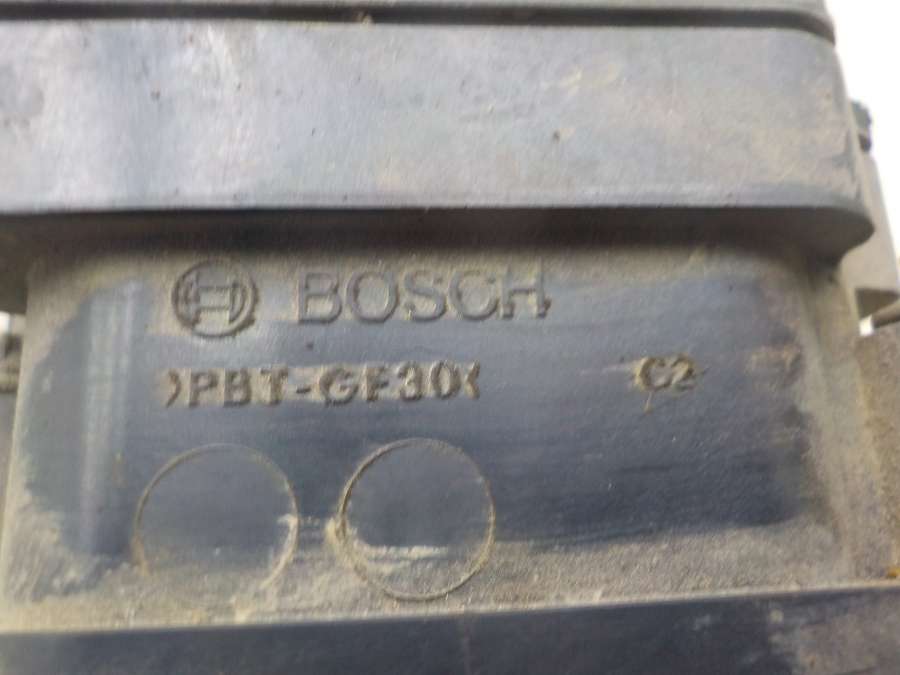 BOSCH
>PBT-GF30<
C2